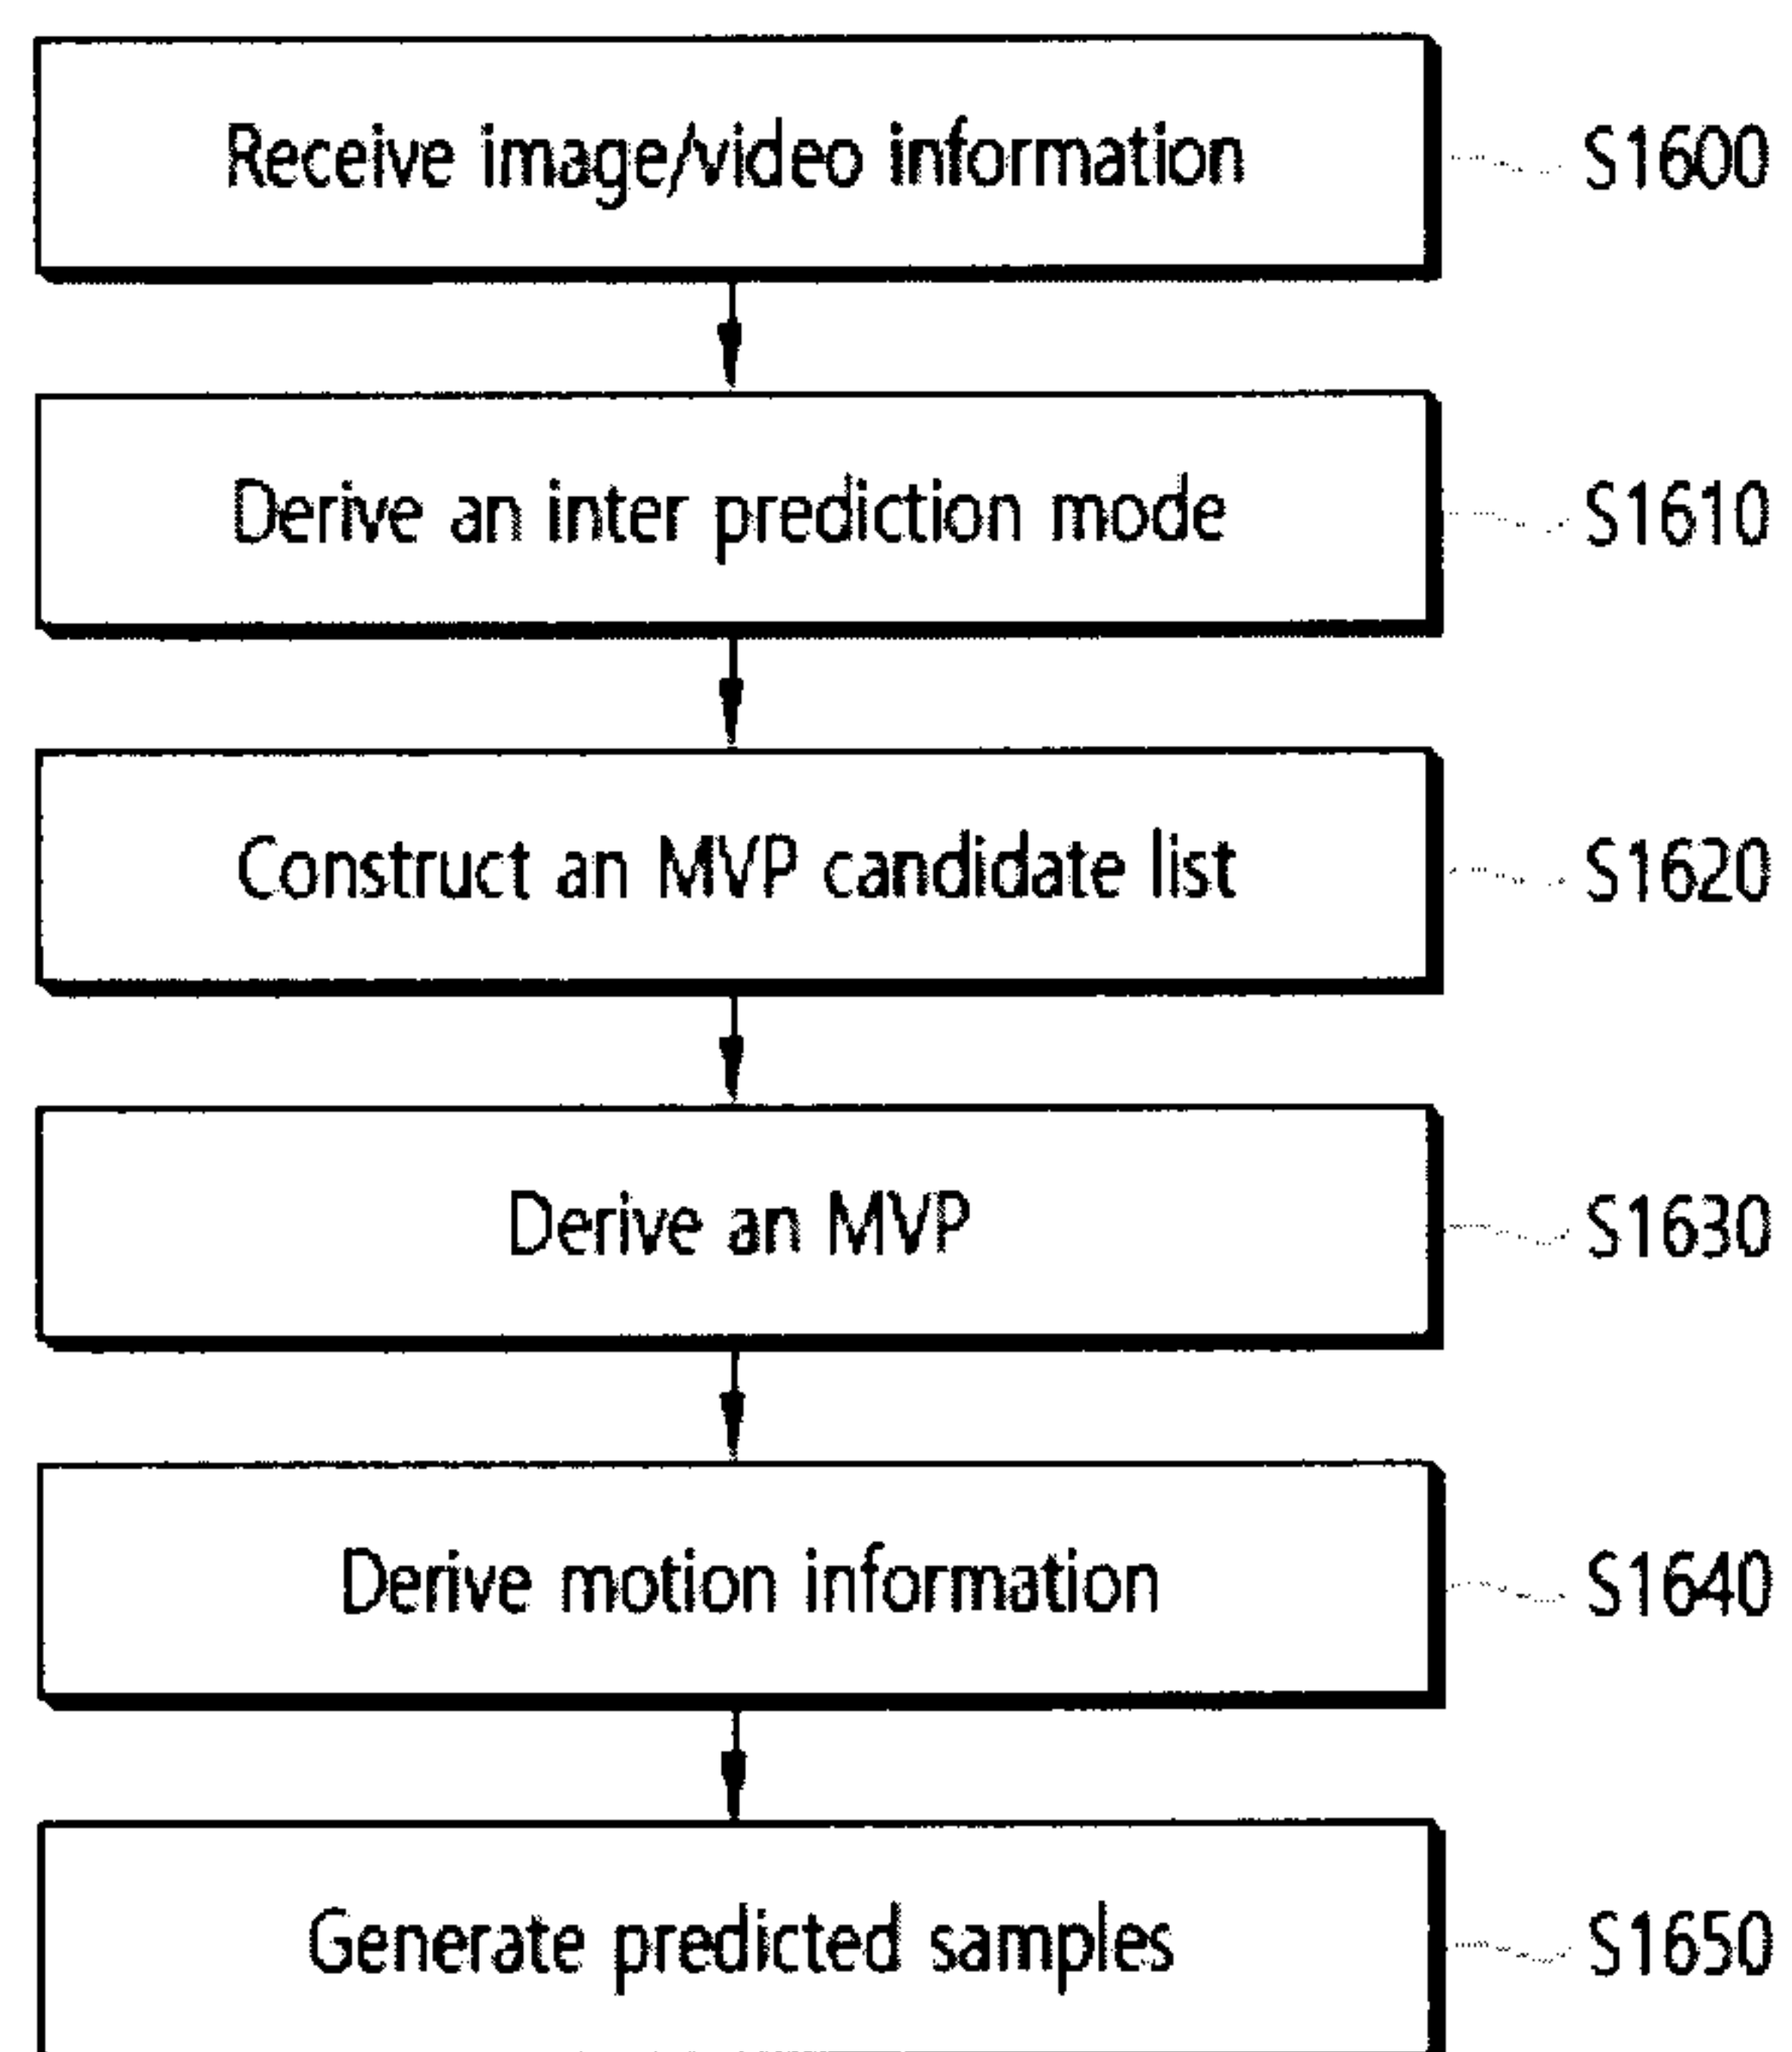 Receive image/video information S1600
Derive an inter prediction mode S1610
Construct an MVP candidate list S1620
Derive an MVP S1630
Derive motion information S1640
Generate predicted samples S1650